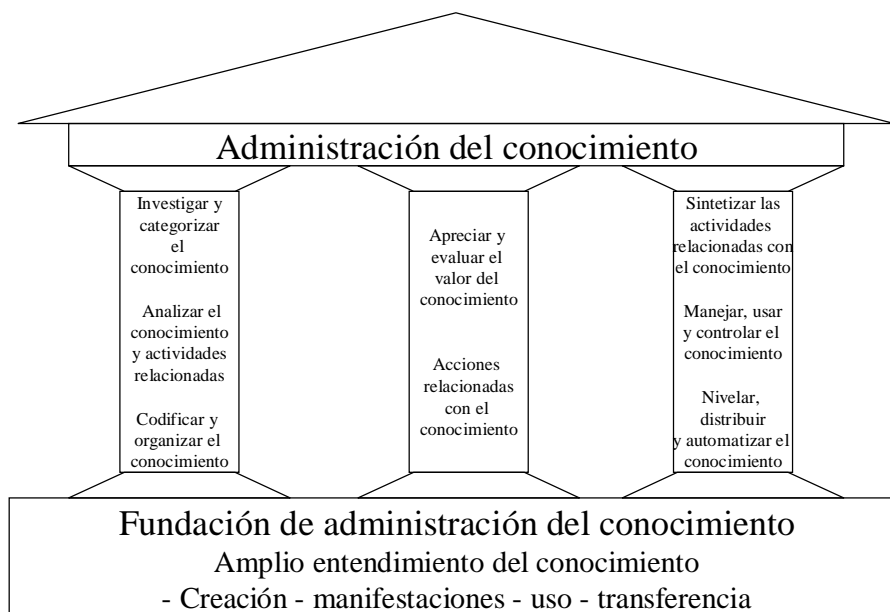 Administración del conocimiento
Investigar y
categorizar
el
conocimiento
Analizar el
conocimiento
y actividades
relacionadas
Codificar y
organizar el
conocimiento
Apreciar y
evaluar el
valor del
conocimiento
Acciones
relacionadas
con el
conocimiento
Sintetizar las
actividades
relacionadas con
el conocimiento
Manejar, usar
y controlar el
conocimiento
Nivelar,
distribuir
y automatizar el
conocimiento
Fundación de administración del conocimiento
Amplio entendimiento del conocimiento
- Creación - manifestaciones - uso - transferencia